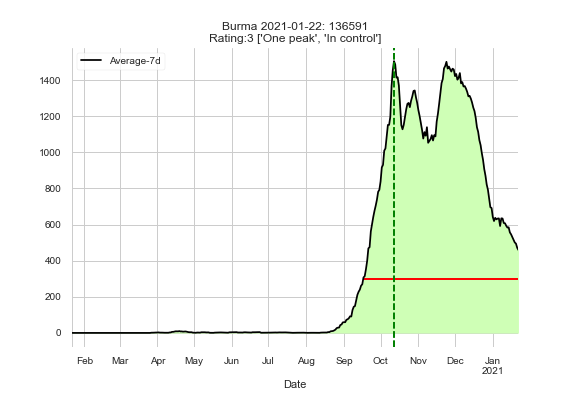 Burma 2021-01-22: 136591
Rating:3 ['One peak', 'In control']
Average-7d
1400
1200
1000
800
600
400
200
0
Feb Mar Apr May Jun Jul Aug Sep Oct Nov Dec Jan
2021
Date